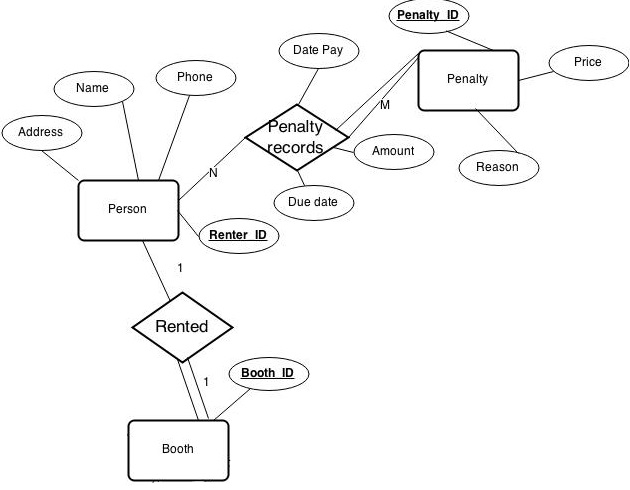 Penalty_ID
Date Pay
Price
Penalty
Phone
Name
M
Penalty
records
Address
Amount
Reason
N
Person
Due date
Renter_ID
1
Rented
Booth_ID
1
Booth